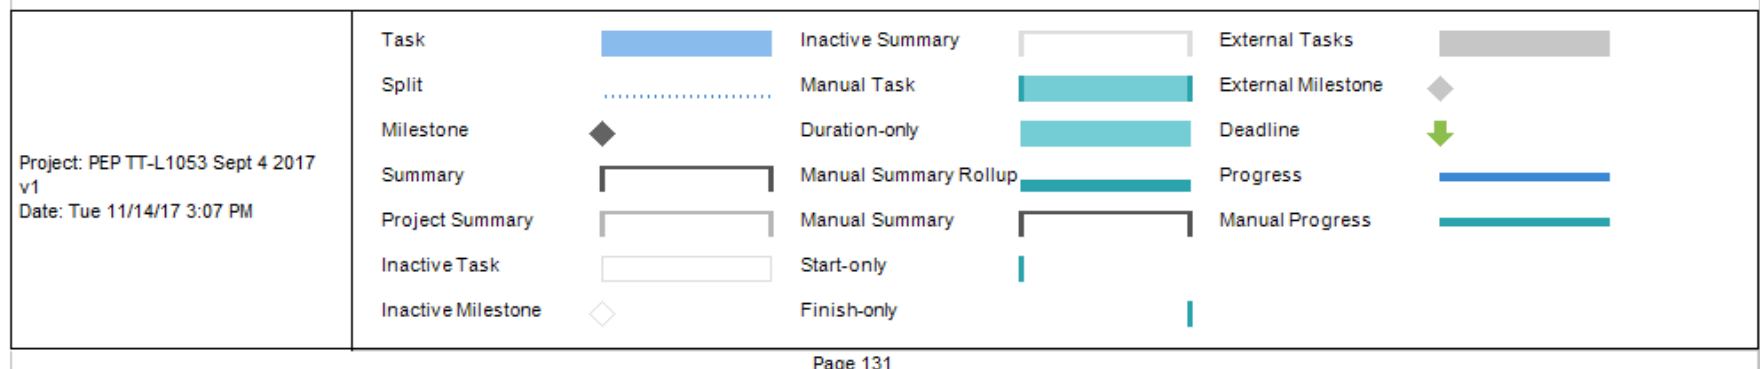 Project: PEP TT-L1053 Sept 4 2017
v1
Date: Tue 11/14/17 3:07 PM
Task
Split
Milestone
Summary
Project Summary
Inactive Task
Inactive Milestone
Inactive Summary
Manual Task
Duration-only
Manual Summary Rollup
Manual Summary
Start-only
Finish-only
External Tasks
External Milestone
Deadline
Progress
Manual Progress
Page 131